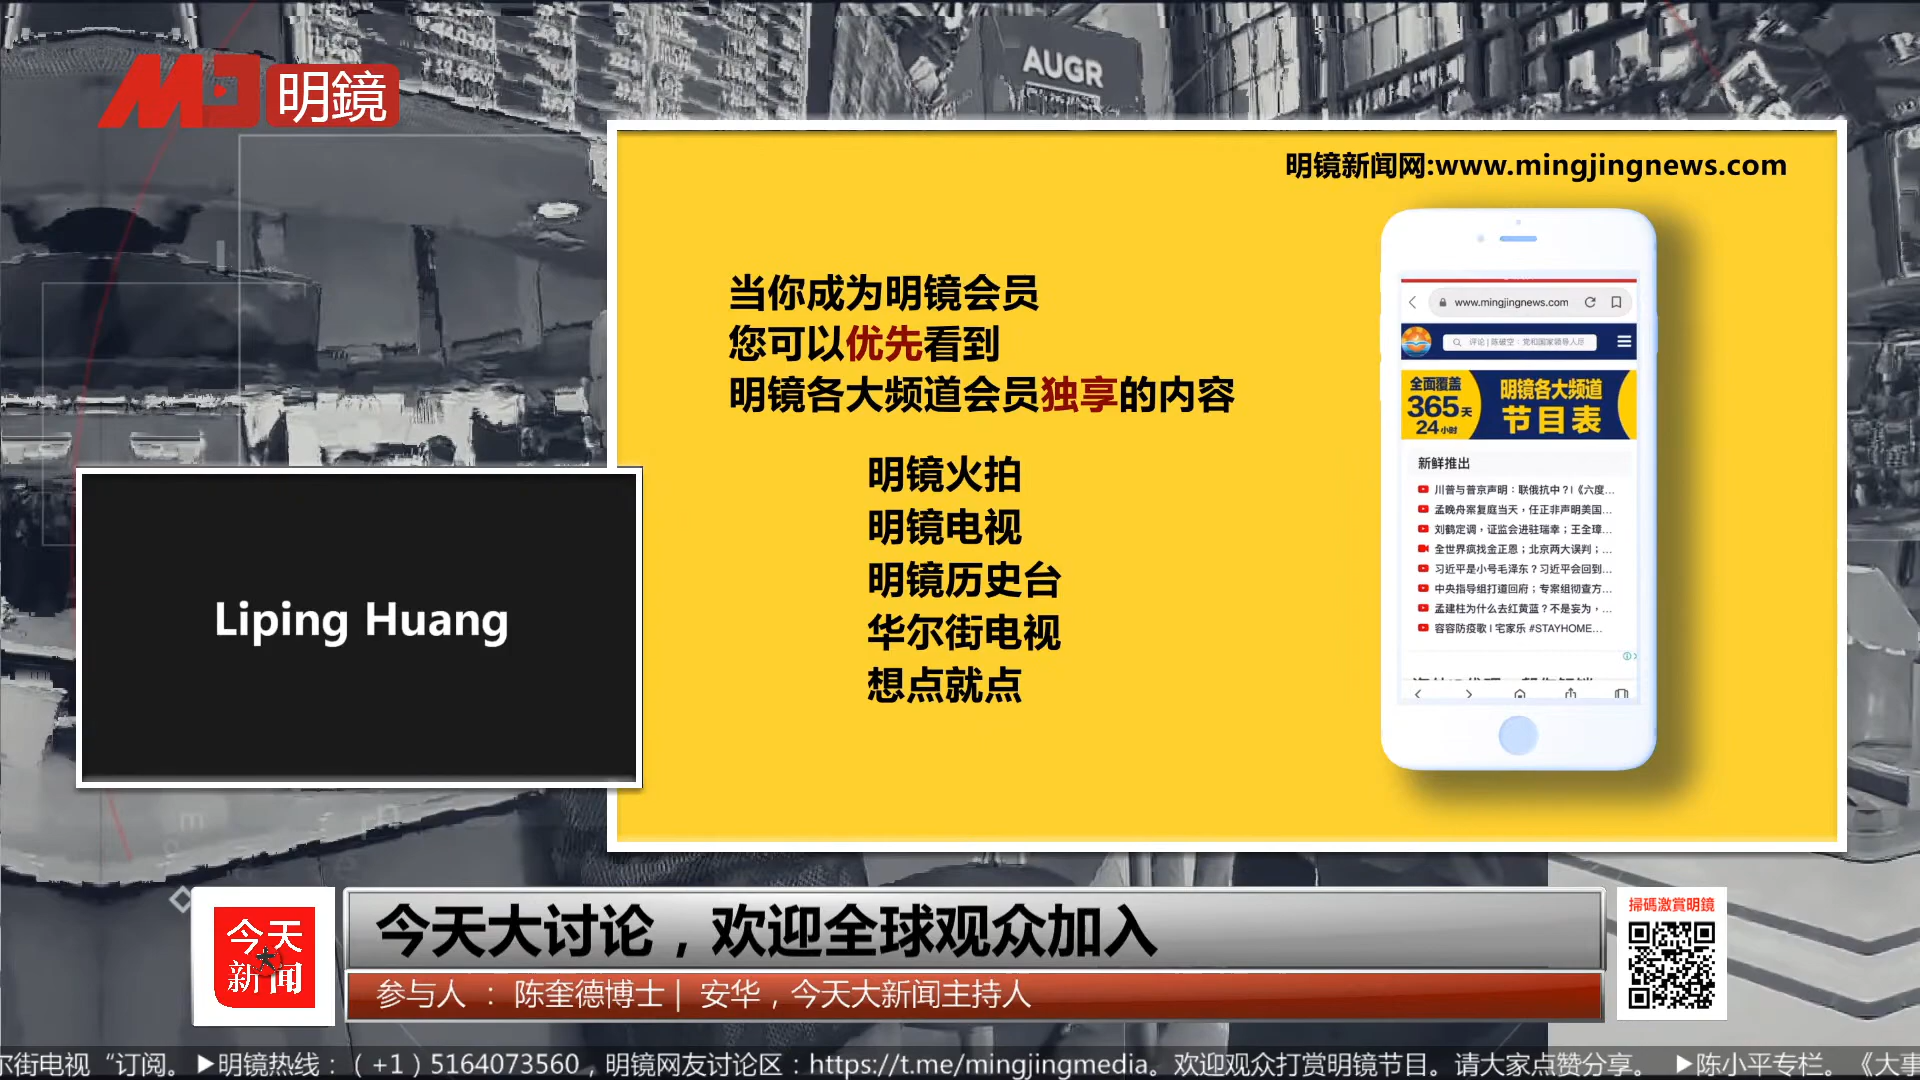 AUGR
明鏡
明镜新闻网:www.mingjingnews.com
当你成为明镜会员
您可以优先看到
明镜各大频道会员独享的内容
明镜火拍
明镜电视
明镜历史台
华尔街电视
想点就点
www.mingjingnews.com
评论 | 陈破空：党和国家领导人尽
全面覆盖
365天
24小时
明镜各大频道
节目表
新鲜推出
川普与普京声明：联俄抗中？|《六度...
孟晚舟案复庭当天，任正非声明美国...
刘鹤定调，证监会进驻瑞幸；王全璋...
全世界疯找金正恩；北京两大误判；...
习近平是小号毛泽东？习近平会回到...
中央指导组打道回府；专案组彻查方...
孟建柱为什么去红黄蓝？不是妄为，...
容容防疫歌 | 宅家乐 #STAYHOME...
Liping Huang
今天
大
新闻
今天大讨论，欢迎全球观众加入
参与人 ： 陈奎德博士 | 安华，今天大新闻主持人
掃碼激賞明鏡
尔街电视“订阅。▶明镜热线：（+1）5164073560，明镜网友讨论区：https://t.me/mingjingmedia。欢迎观众打赏明镜节目。请大家点赞分享。 ▶陈小平专栏。《大事